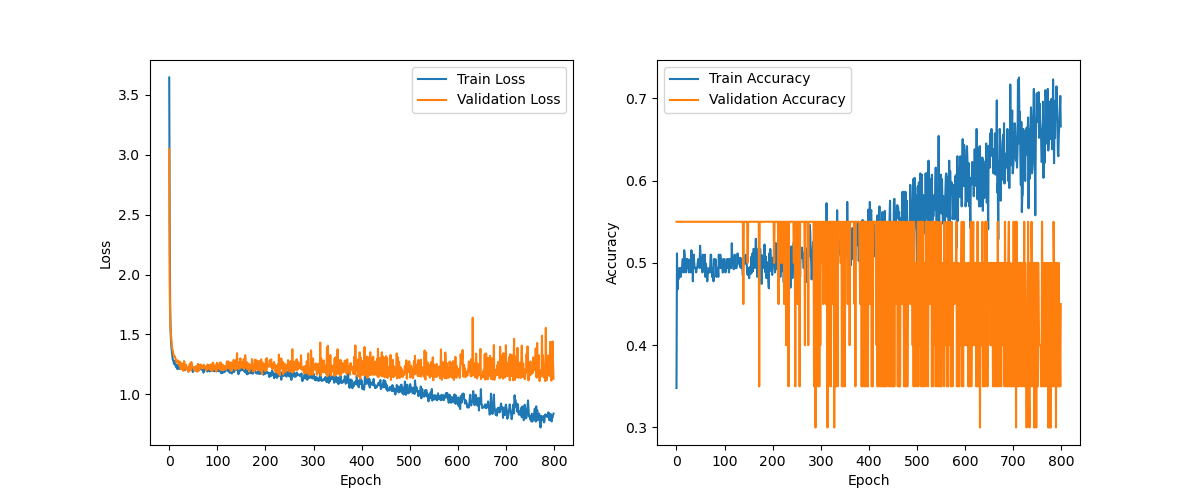 Train Loss
Validation Loss
3.5
3.0
2.5
2.0
1.5
1.0
Loss
0 100 200 300 400 500 600 700 800
Epoch
Train Accuracy
Validation Accuracy
0.7
0.6
0.5
0.4
0.3
Accuracy
0 100 200 300 400 500 600 700 800
Epoch